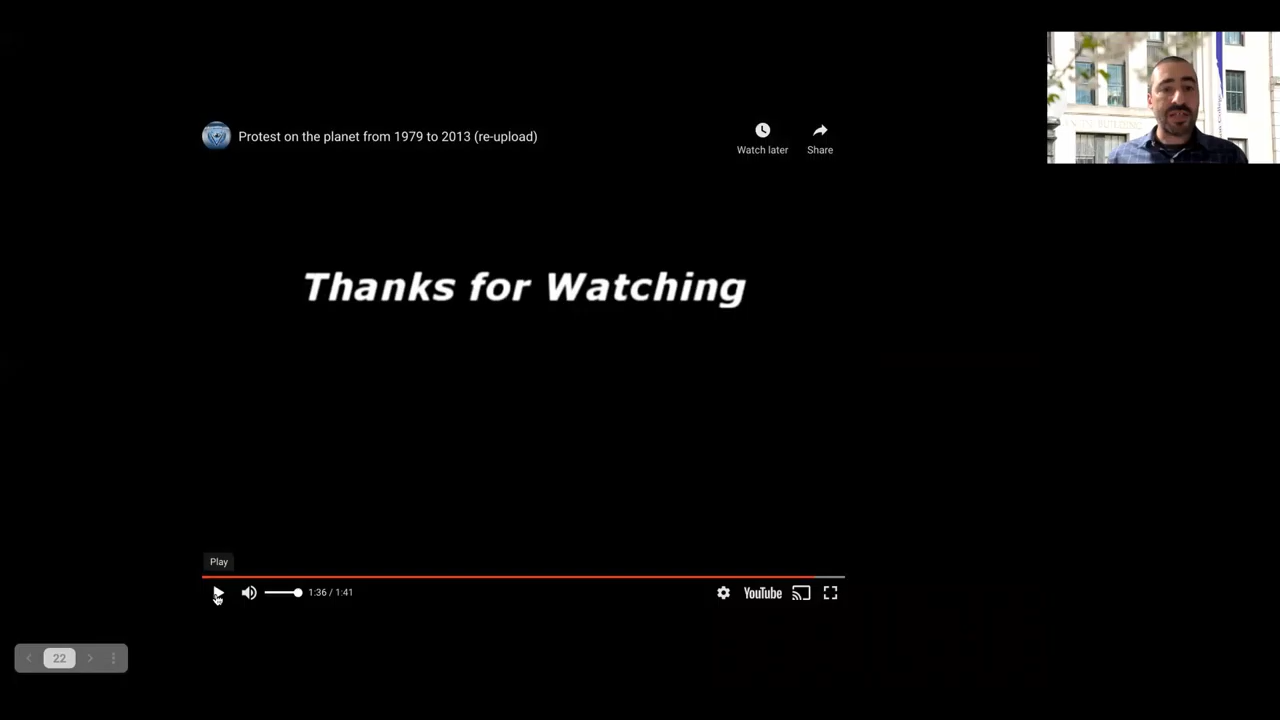 Protest on the planet from 1979 to 2013 (re-upload)
Watch later
Share
Thanks for Watching
Play
1:36 / 1:41
YouTube
22